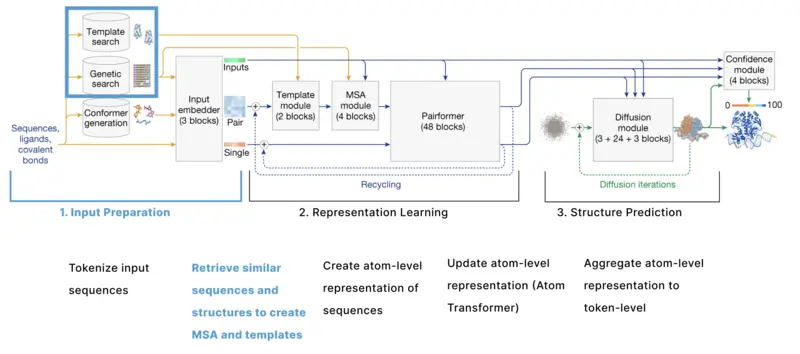 Template
search
Genetic
search
Conformer
generation
Sequences,
ligands,
covalent
bonds
Input
embedder
(3 blocks)
Inputs
Pair
Single
Template
module
(2 blocks)
MSA
module
(4 blocks)
Pairformer
(48 blocks)
Recycling
Diffusion
module
(3 + 24 + 3 blocks)
Diffusion iterations
Confidence
module
(4 blocks)
0 100
1. Input Preparation
2. Representation Learning
3. Structure Prediction
Tokenize input
sequences
Retrieve similar
sequences and
structures to create
MSA and templates
Create atom-level
representation of
sequences
Update atom-level
representation (Atom
Transformer)
Aggregate atom-level
representation to
token-level